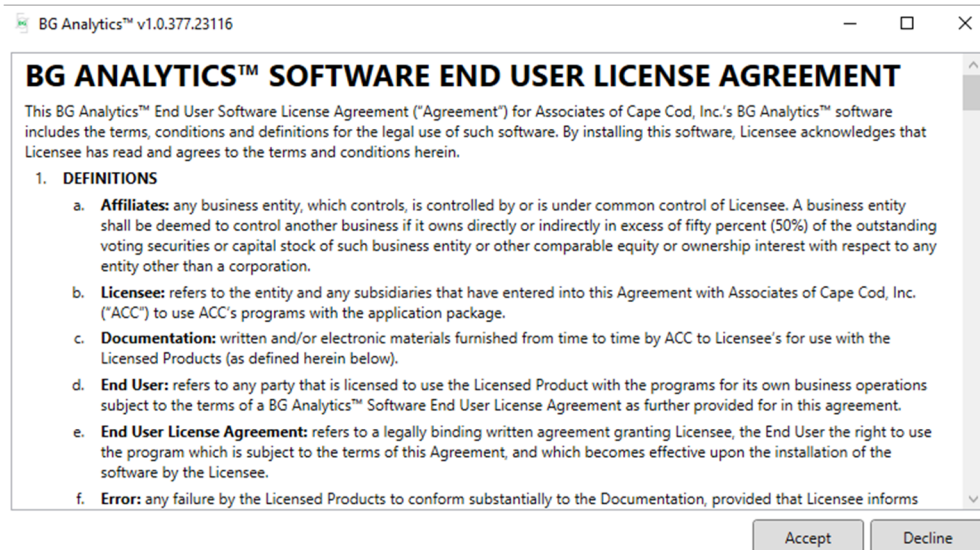 BG Analytics™ v1.0.377.23116
BG ANALYTICS™ SOFTWARE END USER LICENSE AGREEMENT
This BG Analytics™ End User Software License Agreement (“Agreement”) for Associates of Cape Cod, Inc.’s BG Analytics™ software
includes the terms, conditions and definitions for the legal use of such software. By installing this software, Licensee acknowledges that
Licensee has read and agrees to the terms and conditions herein.
1. DEFINITIONS
a. Affiliates: any business entity, which controls, is controlled by or is under common control of Licensee. A business entity
shall be deemed to control another business if it owns directly or indirectly in excess of fifty percent (50%) of the outstanding
voting securities or capital stock of such business entity or other comparable equity or ownership interest with respect to any
entity other than a corporation.
b. Licensee: refers to the entity and any subsidiaries that have entered into this Agreement with Associates of Cape Cod, Inc.
(“ACC”) to use ACC’s programs with the application package.
c. Documentation: written and/or electronic materials furnished from time to time by ACC to Licensee’s for use with the
Licensed Products (as defined herein below).
d. End User: refers to any party that is licensed to use the Licensed Product with the programs for its own business operations
subject to the terms of a BG Analytics™ Software End User License Agreement as further provided for in this agreement.
e. End User License Agreement: refers to a legally binding written agreement granting Licensee, the End User the right to use
the program which is subject to the terms of this Agreement, and which becomes effective upon the installation of the
software by the Licensee.
f. Error: any failure by the Licensed Products to conform substantially to the Documentation, provided that Licensee informs
Accept Decline